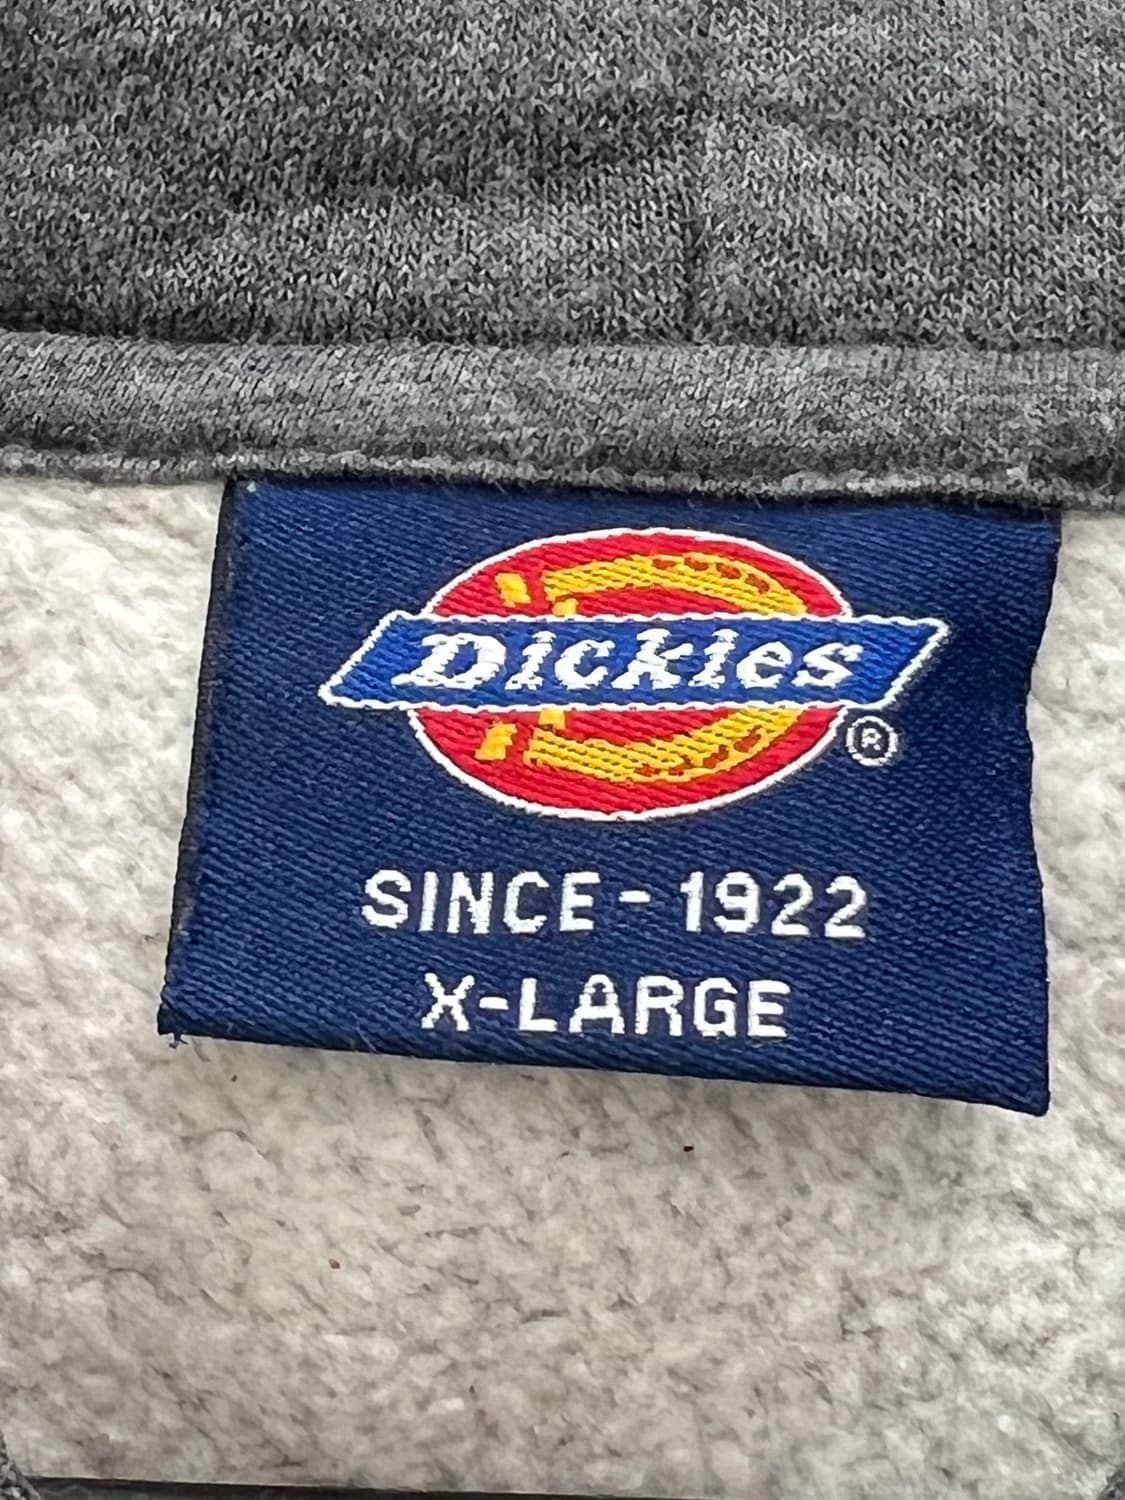 Dickies
®
SINCE-1922
X-LARGE